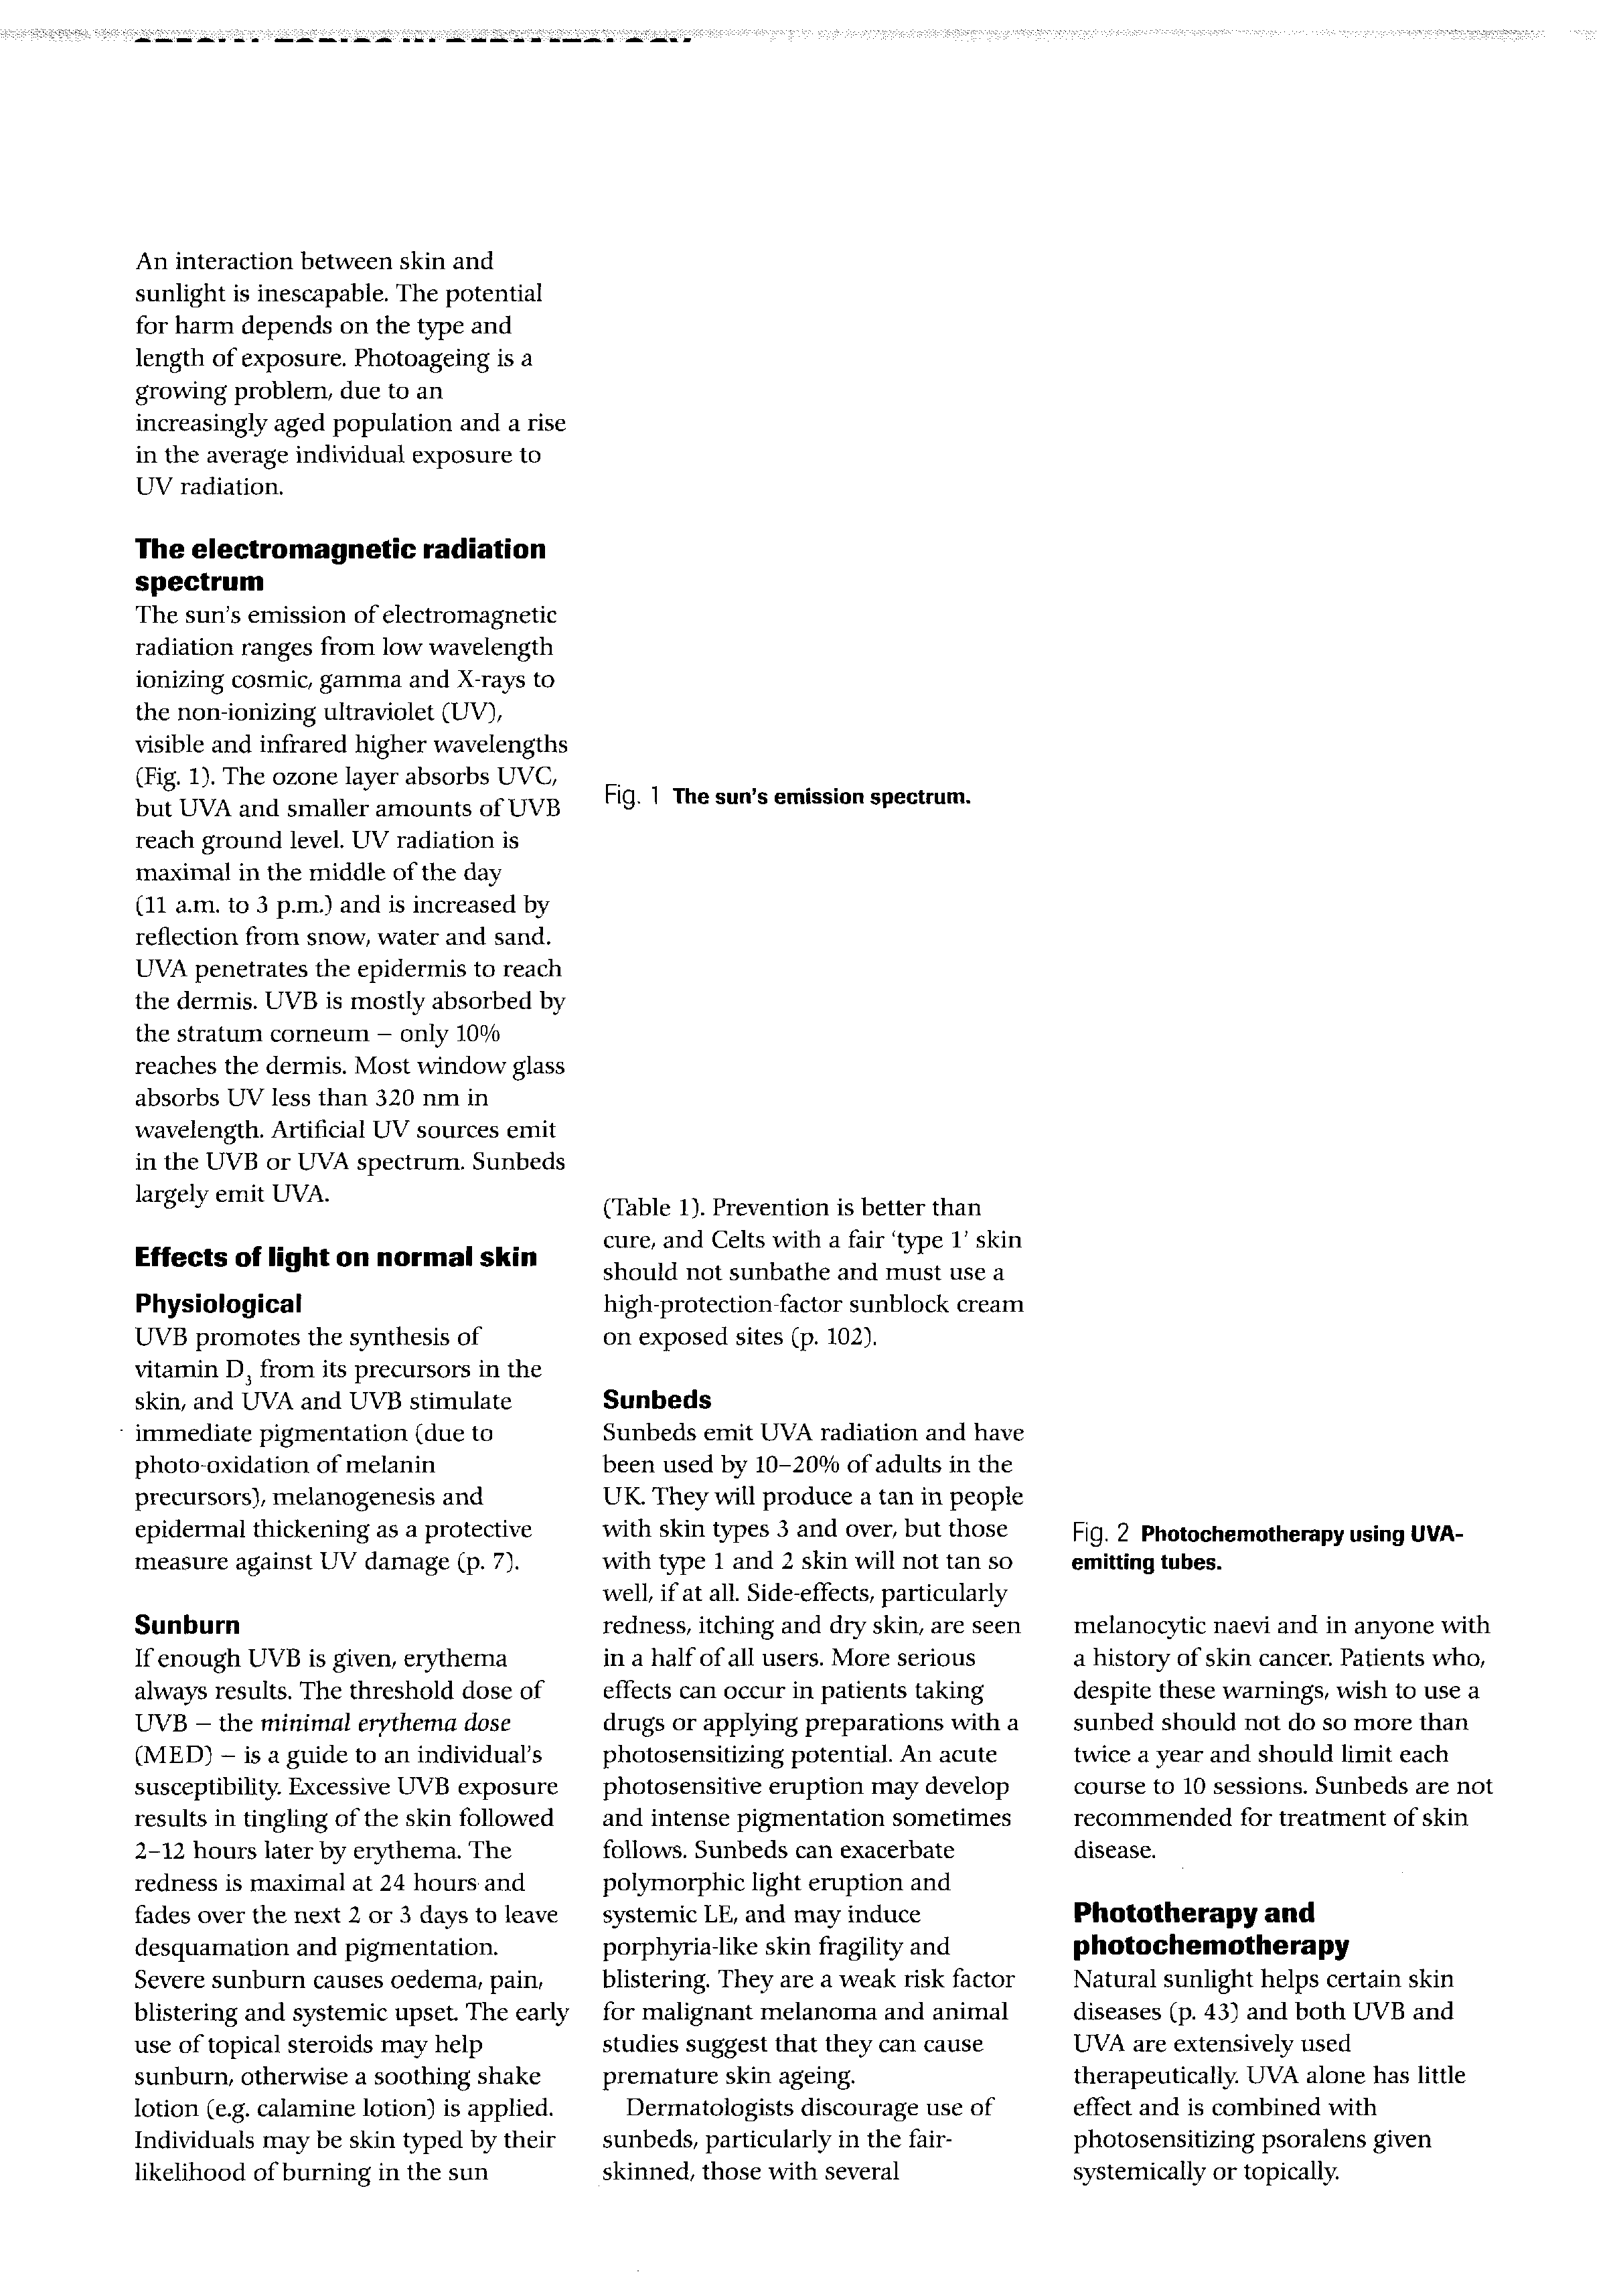 An interaction between skin and
sunlight is inescapable. The potential
for harm depends on the type and
length of exposure. Photoageing is a
growing problem, due to an
increasingly aged population and a rise
in the average individual exposure to
UV radiation.
The electromagnetic radiation
spectrum
The sun's emission of electromagnetic
radiation ranges from low wavelength
ionizing cosmic, gamma and X-rays to
the non-ionizing ultraviolet (UV),
visible and infrared higher wavelengths
(Fig. 1). The ozone layer absorbs UVC,
but UVA and smaller amounts of UVB
reach ground level. UV radiation is
maximal in the middle of the day
(11 a.m. to 3 p.m.) and is increased by
reflection from snow, water and sand.
UVA penetrates the epidermis to reach
the dermis. UVB is mostly absorbed by
the stratum corneum – only 10%
reaches the dermis. Most window glass
absorbs UV less than 320 nm in
wavelength. Artificial UV sources emit
in the UVB or UVA spectrum. Sunbeds
largely emit UVA.
Effects of light on normal skin
Physiological
UVB promotes the synthesis of
vitamin D₃ from its precursors in the
skin, and UVA and UVB stimulate
immediate pigmentation (due to
photo-oxidation of melanin
precursors), melanogenesis and
epidermal thickening as a protective
measure against UV damage (p. 7).
Sunburn
If enough UVB is given, erythema
always results. The threshold dose of
UVB – the minimal erythema dose
(MED) – is a guide to an individual's
susceptibility. Excessive UVB exposure
results in tingling of the skin followed
2–12 hours later by erythema. The
redness is maximal at 24 hours and
fades over the next 2 or 3 days to leave
desquamation and pigmentation.
Severe sunburn causes oedema, pain,
blistering and systemic upset. The early
use of topical steroids may help
sunburn, otherwise a soothing shake
lotion (e.g. calamine lotion) is applied.
Individuals may be skin typed by their
likelihood of burning in the sun
Fig. 1 The sun's emission spectrum.
(Table 1). Prevention is better than
cure, and Celts with a fair 'type 1' skin
should not sunbathe and must use a
high-protection-factor sunblock cream
on exposed sites (p. 102).
Sunbeds
Sunbeds emit UVA radiation and have
been used by 10–20% of adults in the
UK. They will produce a tan in people
with skin types 3 and over, but those
with type 1 and 2 skin will not tan so
well, if at all. Side-effects, particularly
redness, itching and dry skin, are seen
in a half of all users. More serious
effects can occur in patients taking
drugs or applying preparations with a
photosensitizing potential. An acute
photosensitive eruption may develop
and intense pigmentation sometimes
follows. Sunbeds can exacerbate
polymorphic light eruption and
systemic LE, and may induce
porphyria-like skin fragility and
blistering. They are a weak risk factor
for malignant melanoma and animal
studies suggest that they can cause
premature skin ageing.
Dermatologists discourage use of
sunbeds, particularly in the fair-
skinned, those with several
Fig. 2 Photochemotherapy using UVA-
emitting tubes.
melanocytic naevi and in anyone with
a history of skin cancer. Patients who,
despite these warnings, wish to use a
sunbed should not do so more than
twice a year and should limit each
course to 10 sessions. Sunbeds are not
recommended for treatment of skin
disease.
Phototherapy and
photochemotherapy
Natural sunlight helps certain skin
diseases (p. 43) and both UVB and
UVA are extensively used
therapeutically. UVA alone has little
effect and is combined with
photosensitizing psoralens given
systemically or topically.